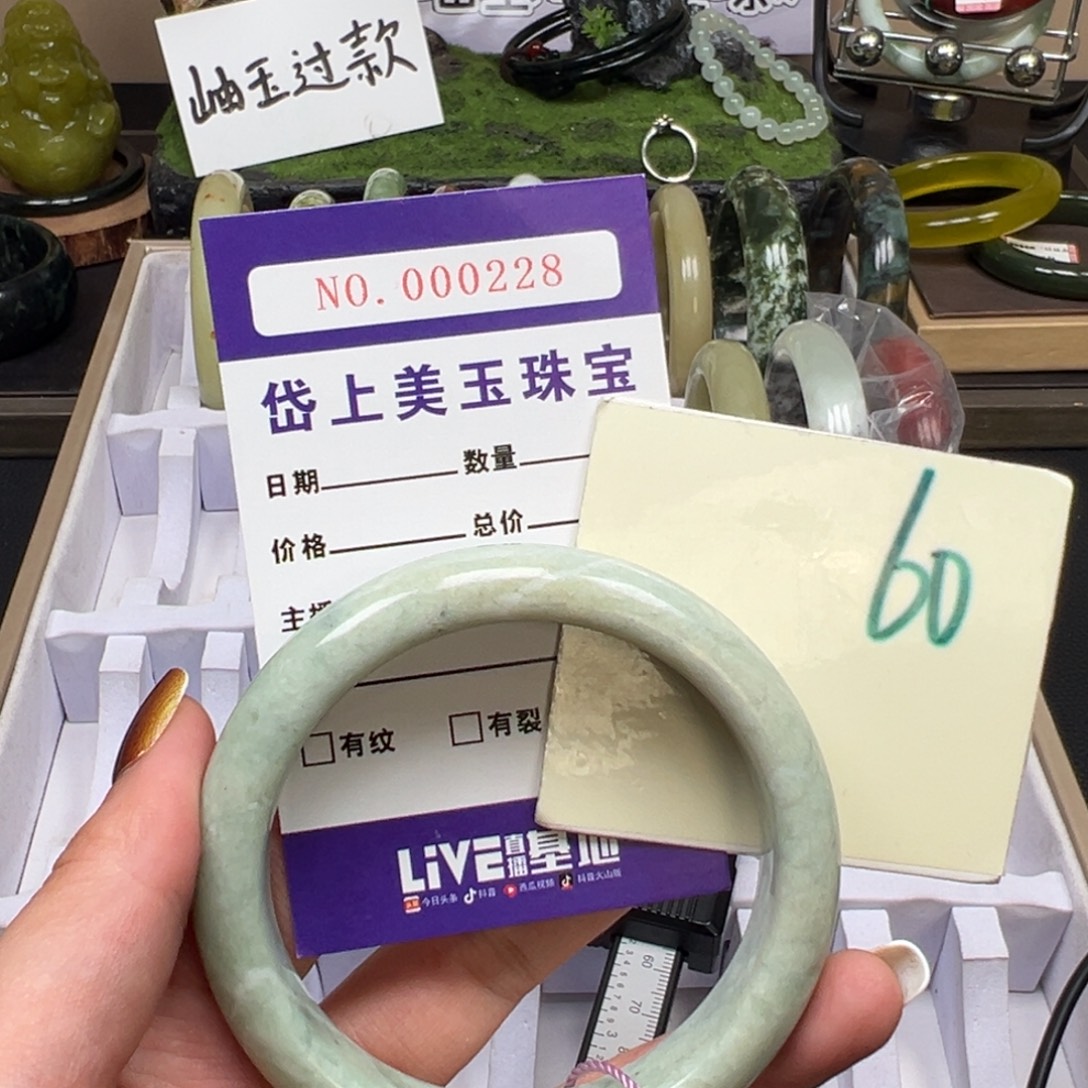 岫玉过款
NO.000228
岱上美玉珠宝
日期 数量
价格 总价
主播
60
有纹 有裂
LiVE直播基地
今日头条 抖音 西瓜视频 抖音火山版
60
70